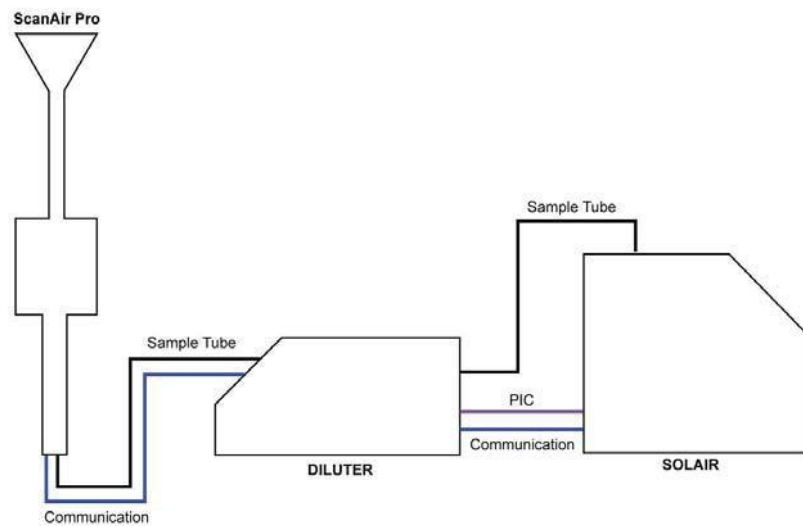 ScanAir Pro
Sample Tube
Sample Tube
PIC
Communication
DILUTER
SOLAIR
Communication